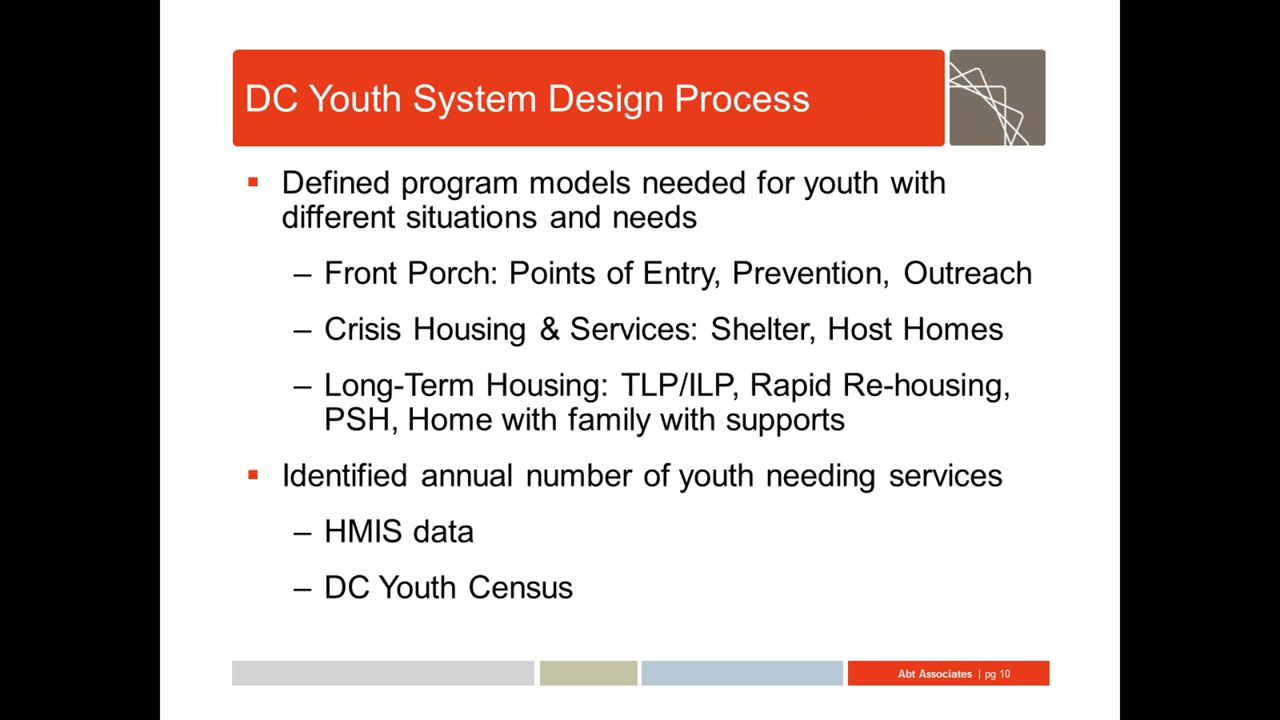 DC Youth System Design Process
▪ Defined program models needed for youth with
different situations and needs
– Front Porch: Points of Entry, Prevention, Outreach
– Crisis Housing & Services: Shelter, Host Homes
– Long-Term Housing: TLP/ILP, Rapid Re-housing,
PSH, Home with family with supports
▪ Identified annual number of youth needing services
– HMIS data
– DC Youth Census
Abt Associates | pg 10